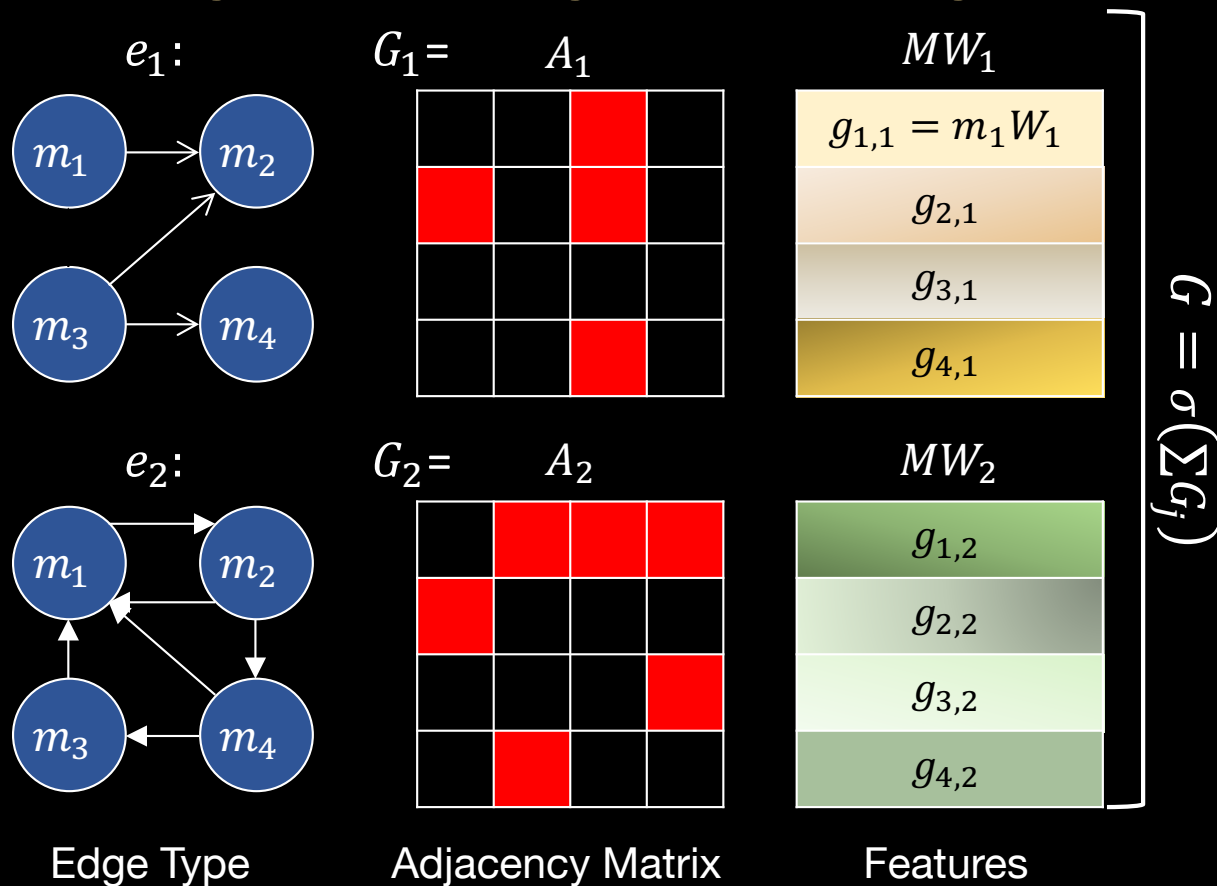 e₁:
G₁ = A₁
MW₁
m₁
m₂
m₃
m₄
g₁,₁ = m₁W₁
g₂,₁
g₃,₁
g₄,₁
e₂:
G₂ = A₂
MW₂
m₁
m₂
m₃
m₄
g₁,₂
g₂,₂
g₃,₂
g₄,₂
G = σ(∑Gⱼ)
Edge Type
Adjacency Matrix
Features